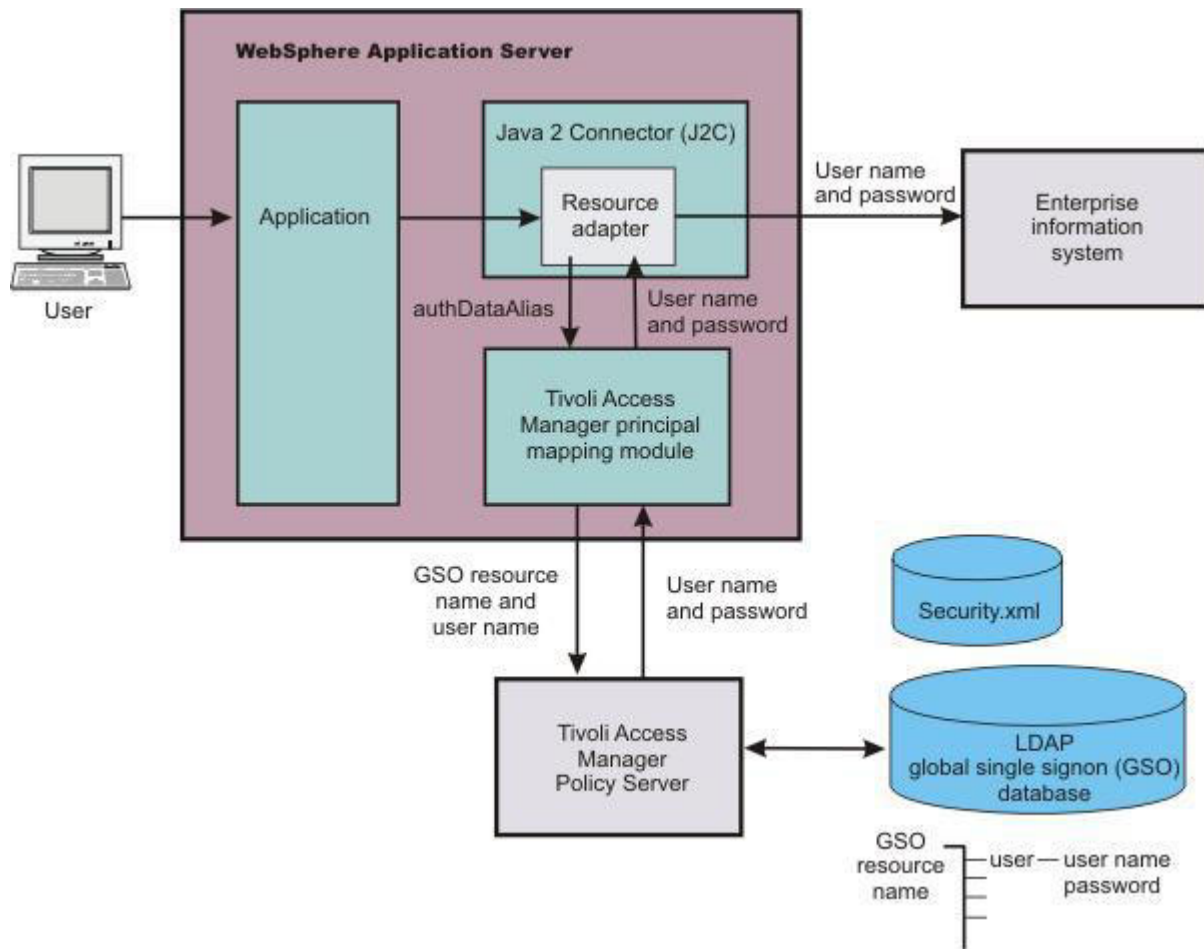 WebSphere Application Server
Java 2 Connector (J2C)
User name
and password
Application
Resource
adapter
Enterprise
information
system
User
authDataAlias
User name
and password
Tivoli Access
Manager principal
mapping module
GSO resource
name and
user name
User name
and password
Security.xml
Tivoli Access
Manager
Policy Server
LDAP
global single signon (GSO)
database
GSO
resource
name
user
user name
password